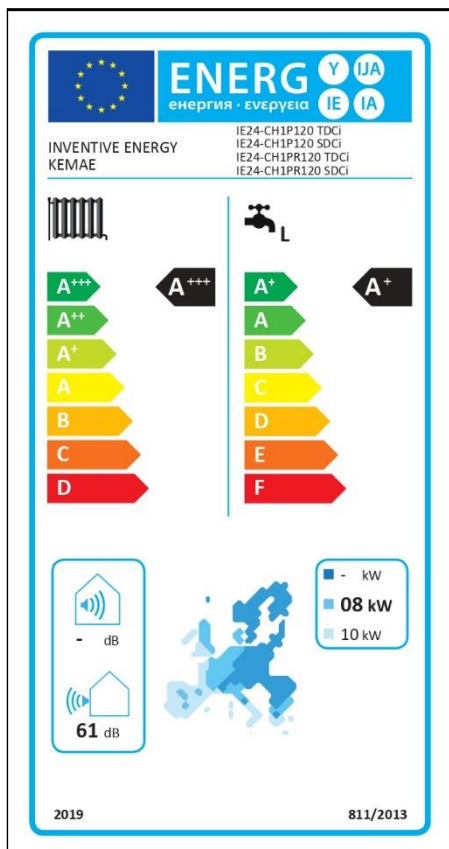 ENERG
енергия · ενεργεια
Y IJA
IE IA
INVENTIVE ENERGY
KEMAE
IE24-CH1P120 TDCi
IE24-CH1P120 SDCi
IE24-CH1PR120 TDCi
IE24-CH1PR120 SDCi
L
A+++
A++
A+
A
B
C
D
A+++
A+
A
B
C
D
E
F
A+
- dB
61 dB
- kW
08 kW
10 kW
2019
811/2013